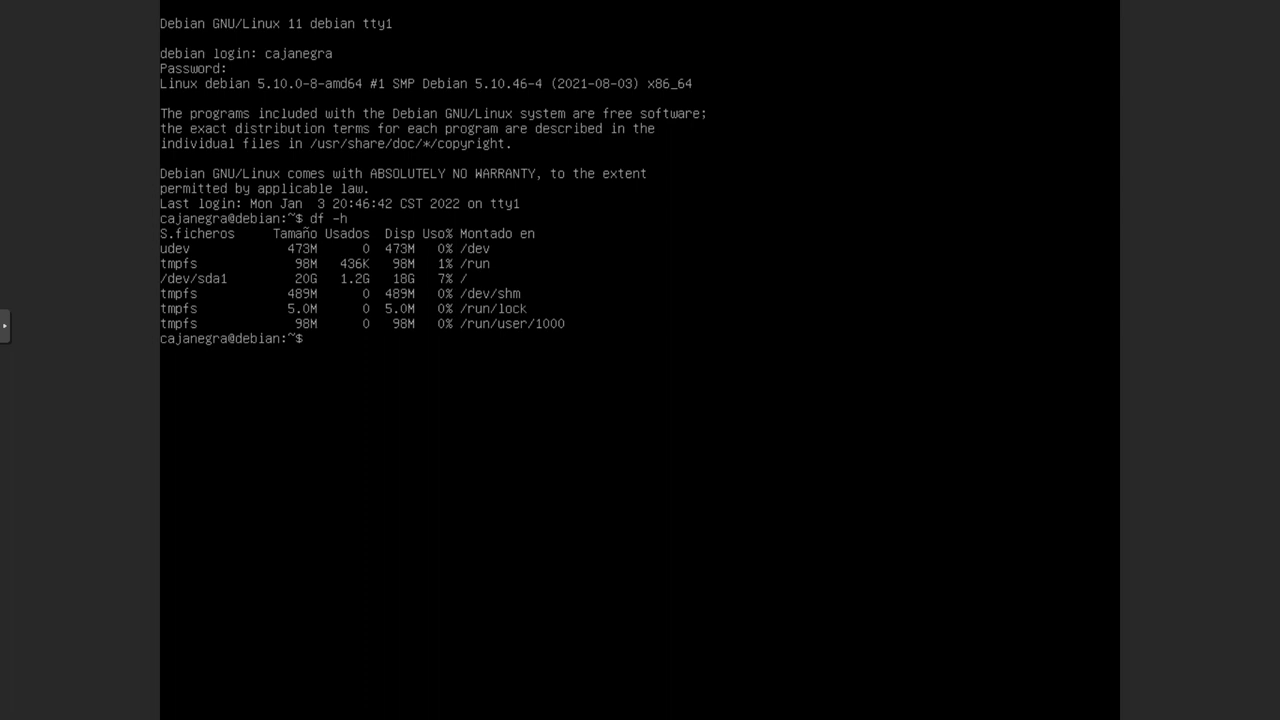 Debian GNU/Linux 11 debian tty1
debian login: cajanegra
Password:
Linux debian 5.10.0-8-amd64 #1 SMP Debian 5.10.46-4 (2021-08-03) x86_64
The programs included with the Debian GNU/Linux system are free software;
the exact distribution terms for each program are described in the
individual files in /usr/share/doc/*/copyright.
Debian GNU/Linux comes with ABSOLUTELY NO WARRANTY, to the extent
permitted by applicable law.
Last login: Mon Jan  3 20:46:42 CST 2022 on tty1
cajanegra@debian:~$ df -h
S.ficheros     Tamaño Usados  Disp Uso% Montado en
udev             473M      0  473M   0% /dev
tmpfs             98M   436K   98M   1% /run
/dev/sda1         20G   1.2G   18G   7% /
tmpfs            489M      0  489M   0% /dev/shm
tmpfs            5.0M      0  5.0M   0% /run/lock
tmpfs             98M      0   98M   0% /run/user/1000
cajanegra@debian:~$